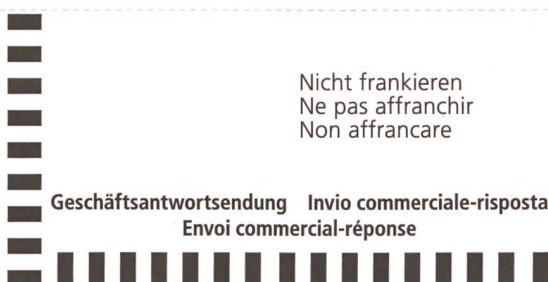 Nicht frankieren
Ne pas affranchir
Non affrancare
Geschäftsantwortsendung Invio commerciale-risposta
Envoi commercial-réponse